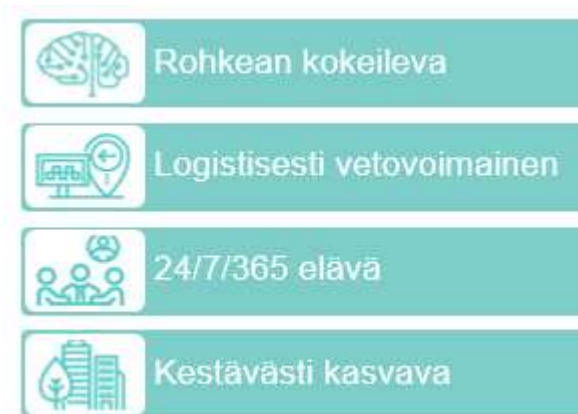 Rohkean kokeileva
Logistisesti vetovoimainen
24/7/365 elävä
Kestävästi kasvava